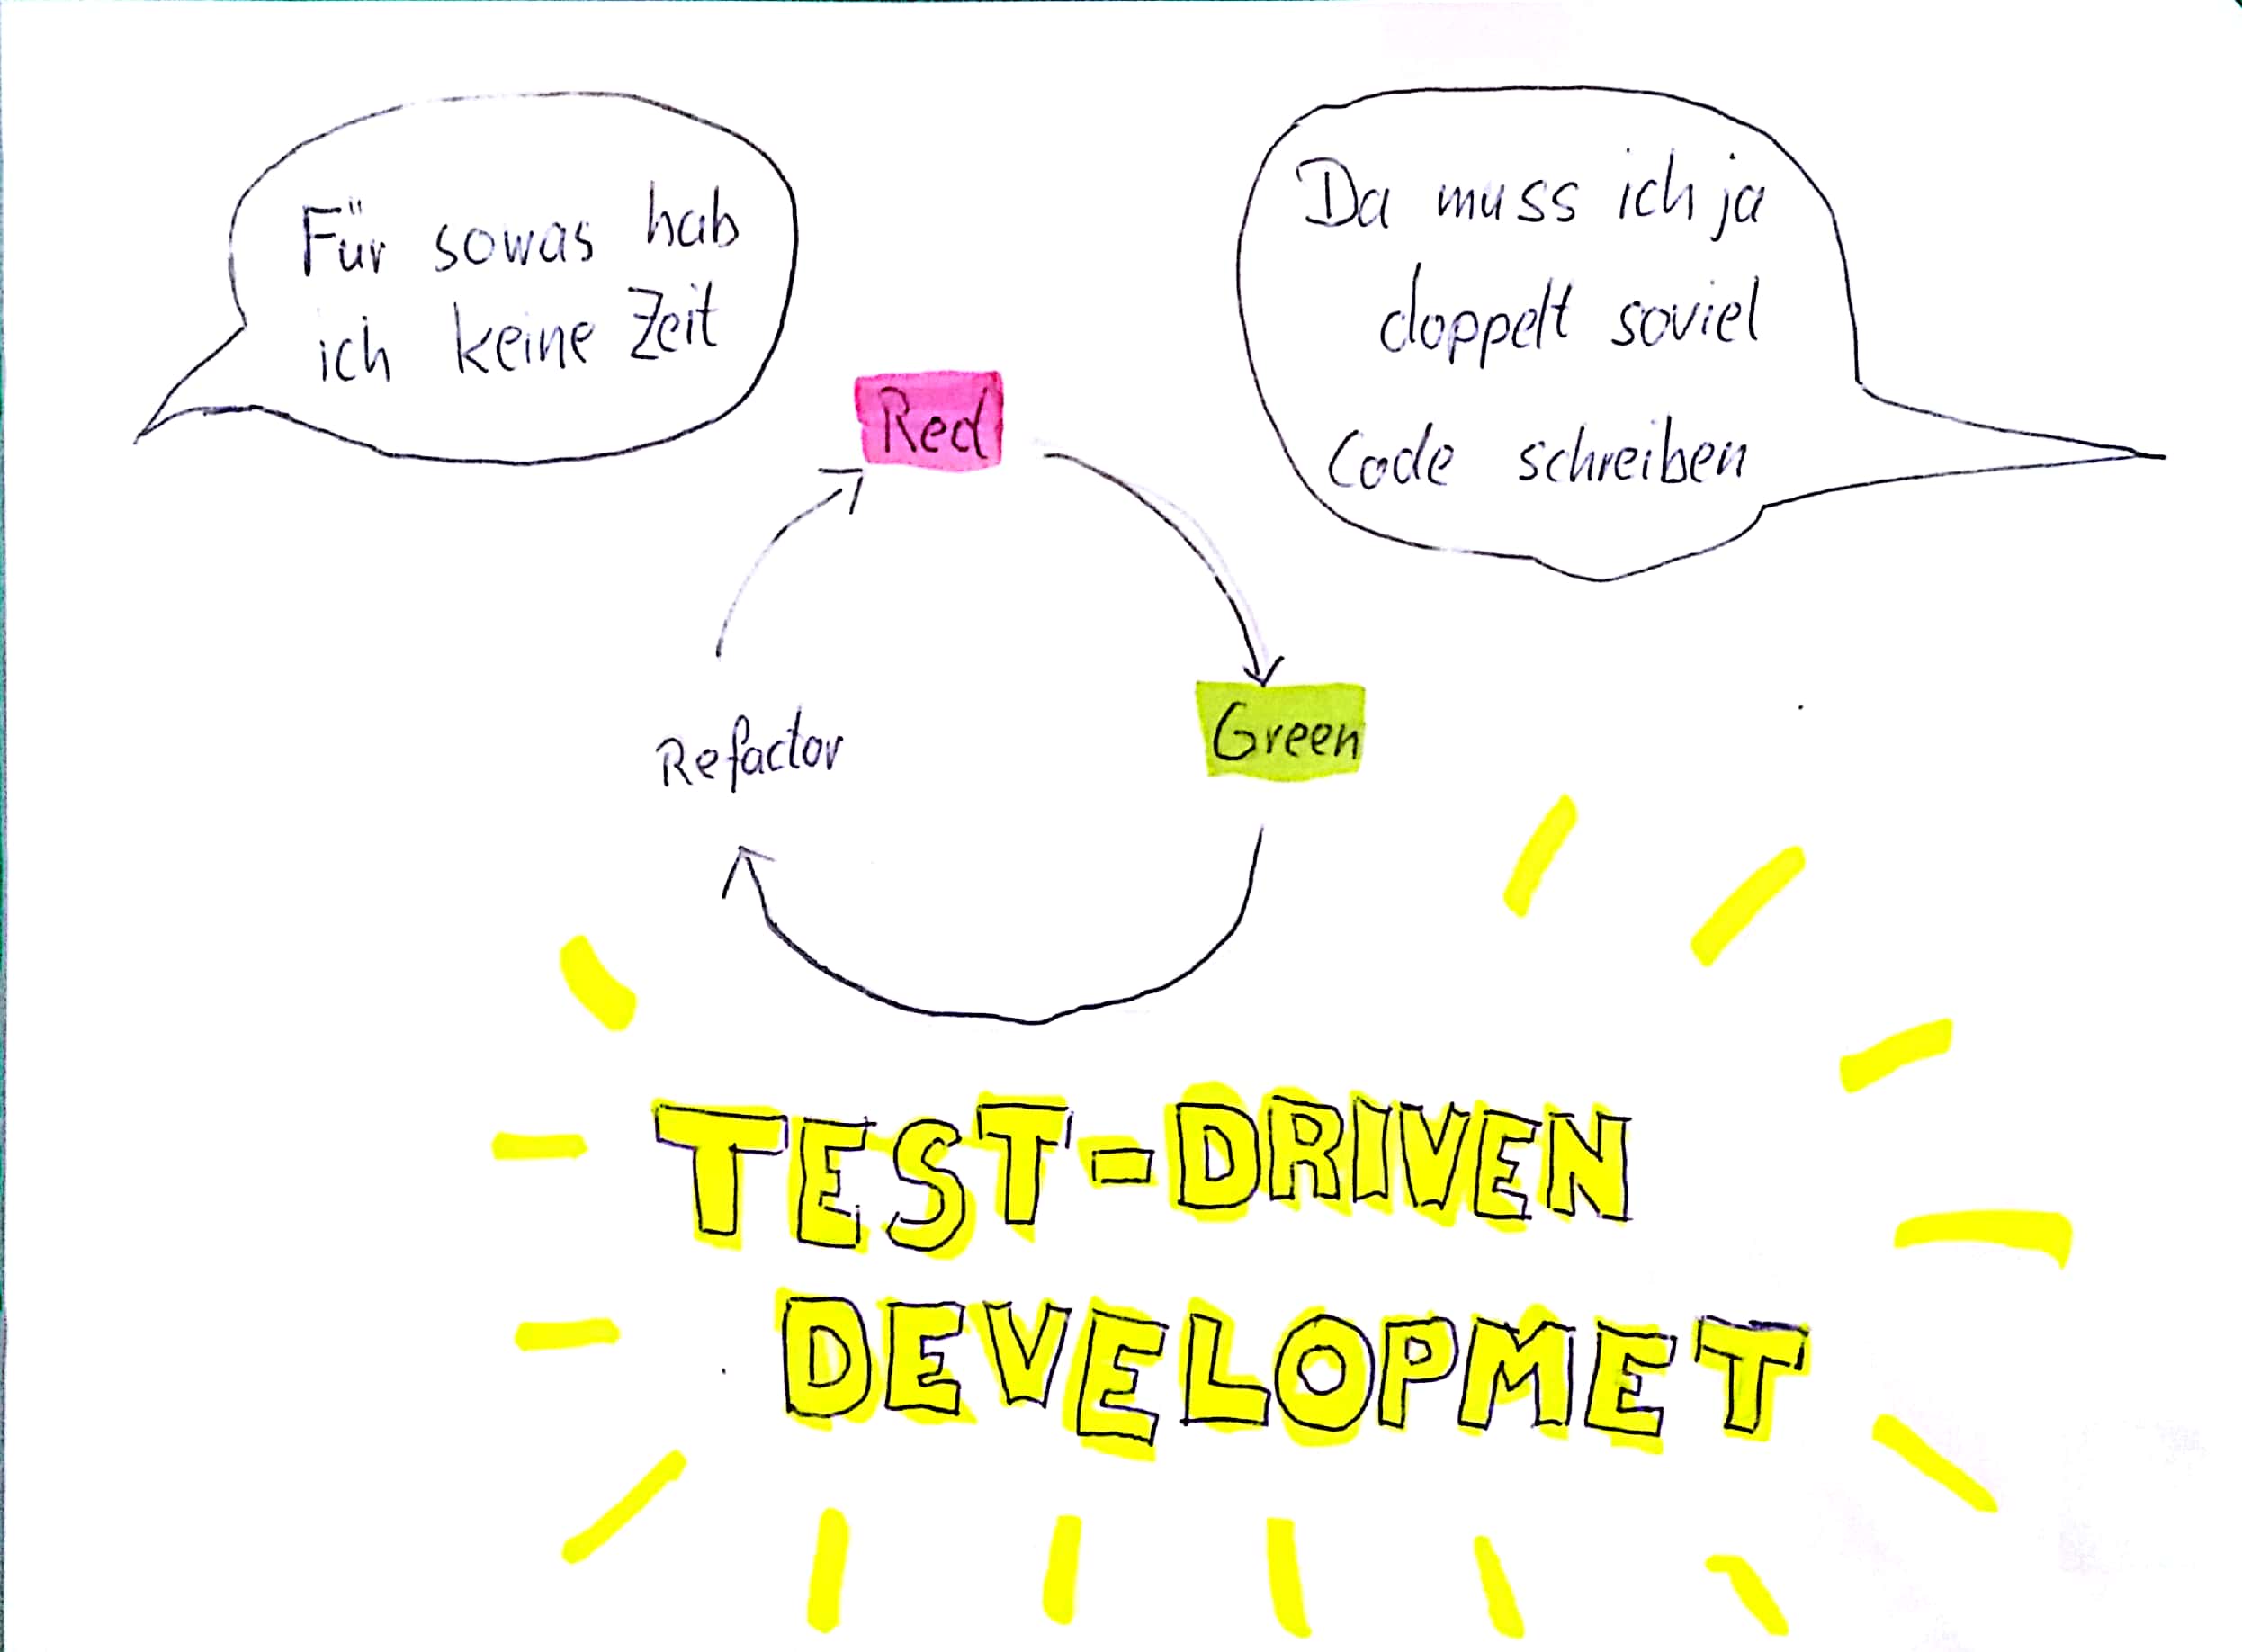 Für sowas hab
ich keine Zeit
Da muss ich ja
doppelt soviel
Code schreiben
Red
Green
Refactor
TEST-DRIVEN
DEVELOPMET